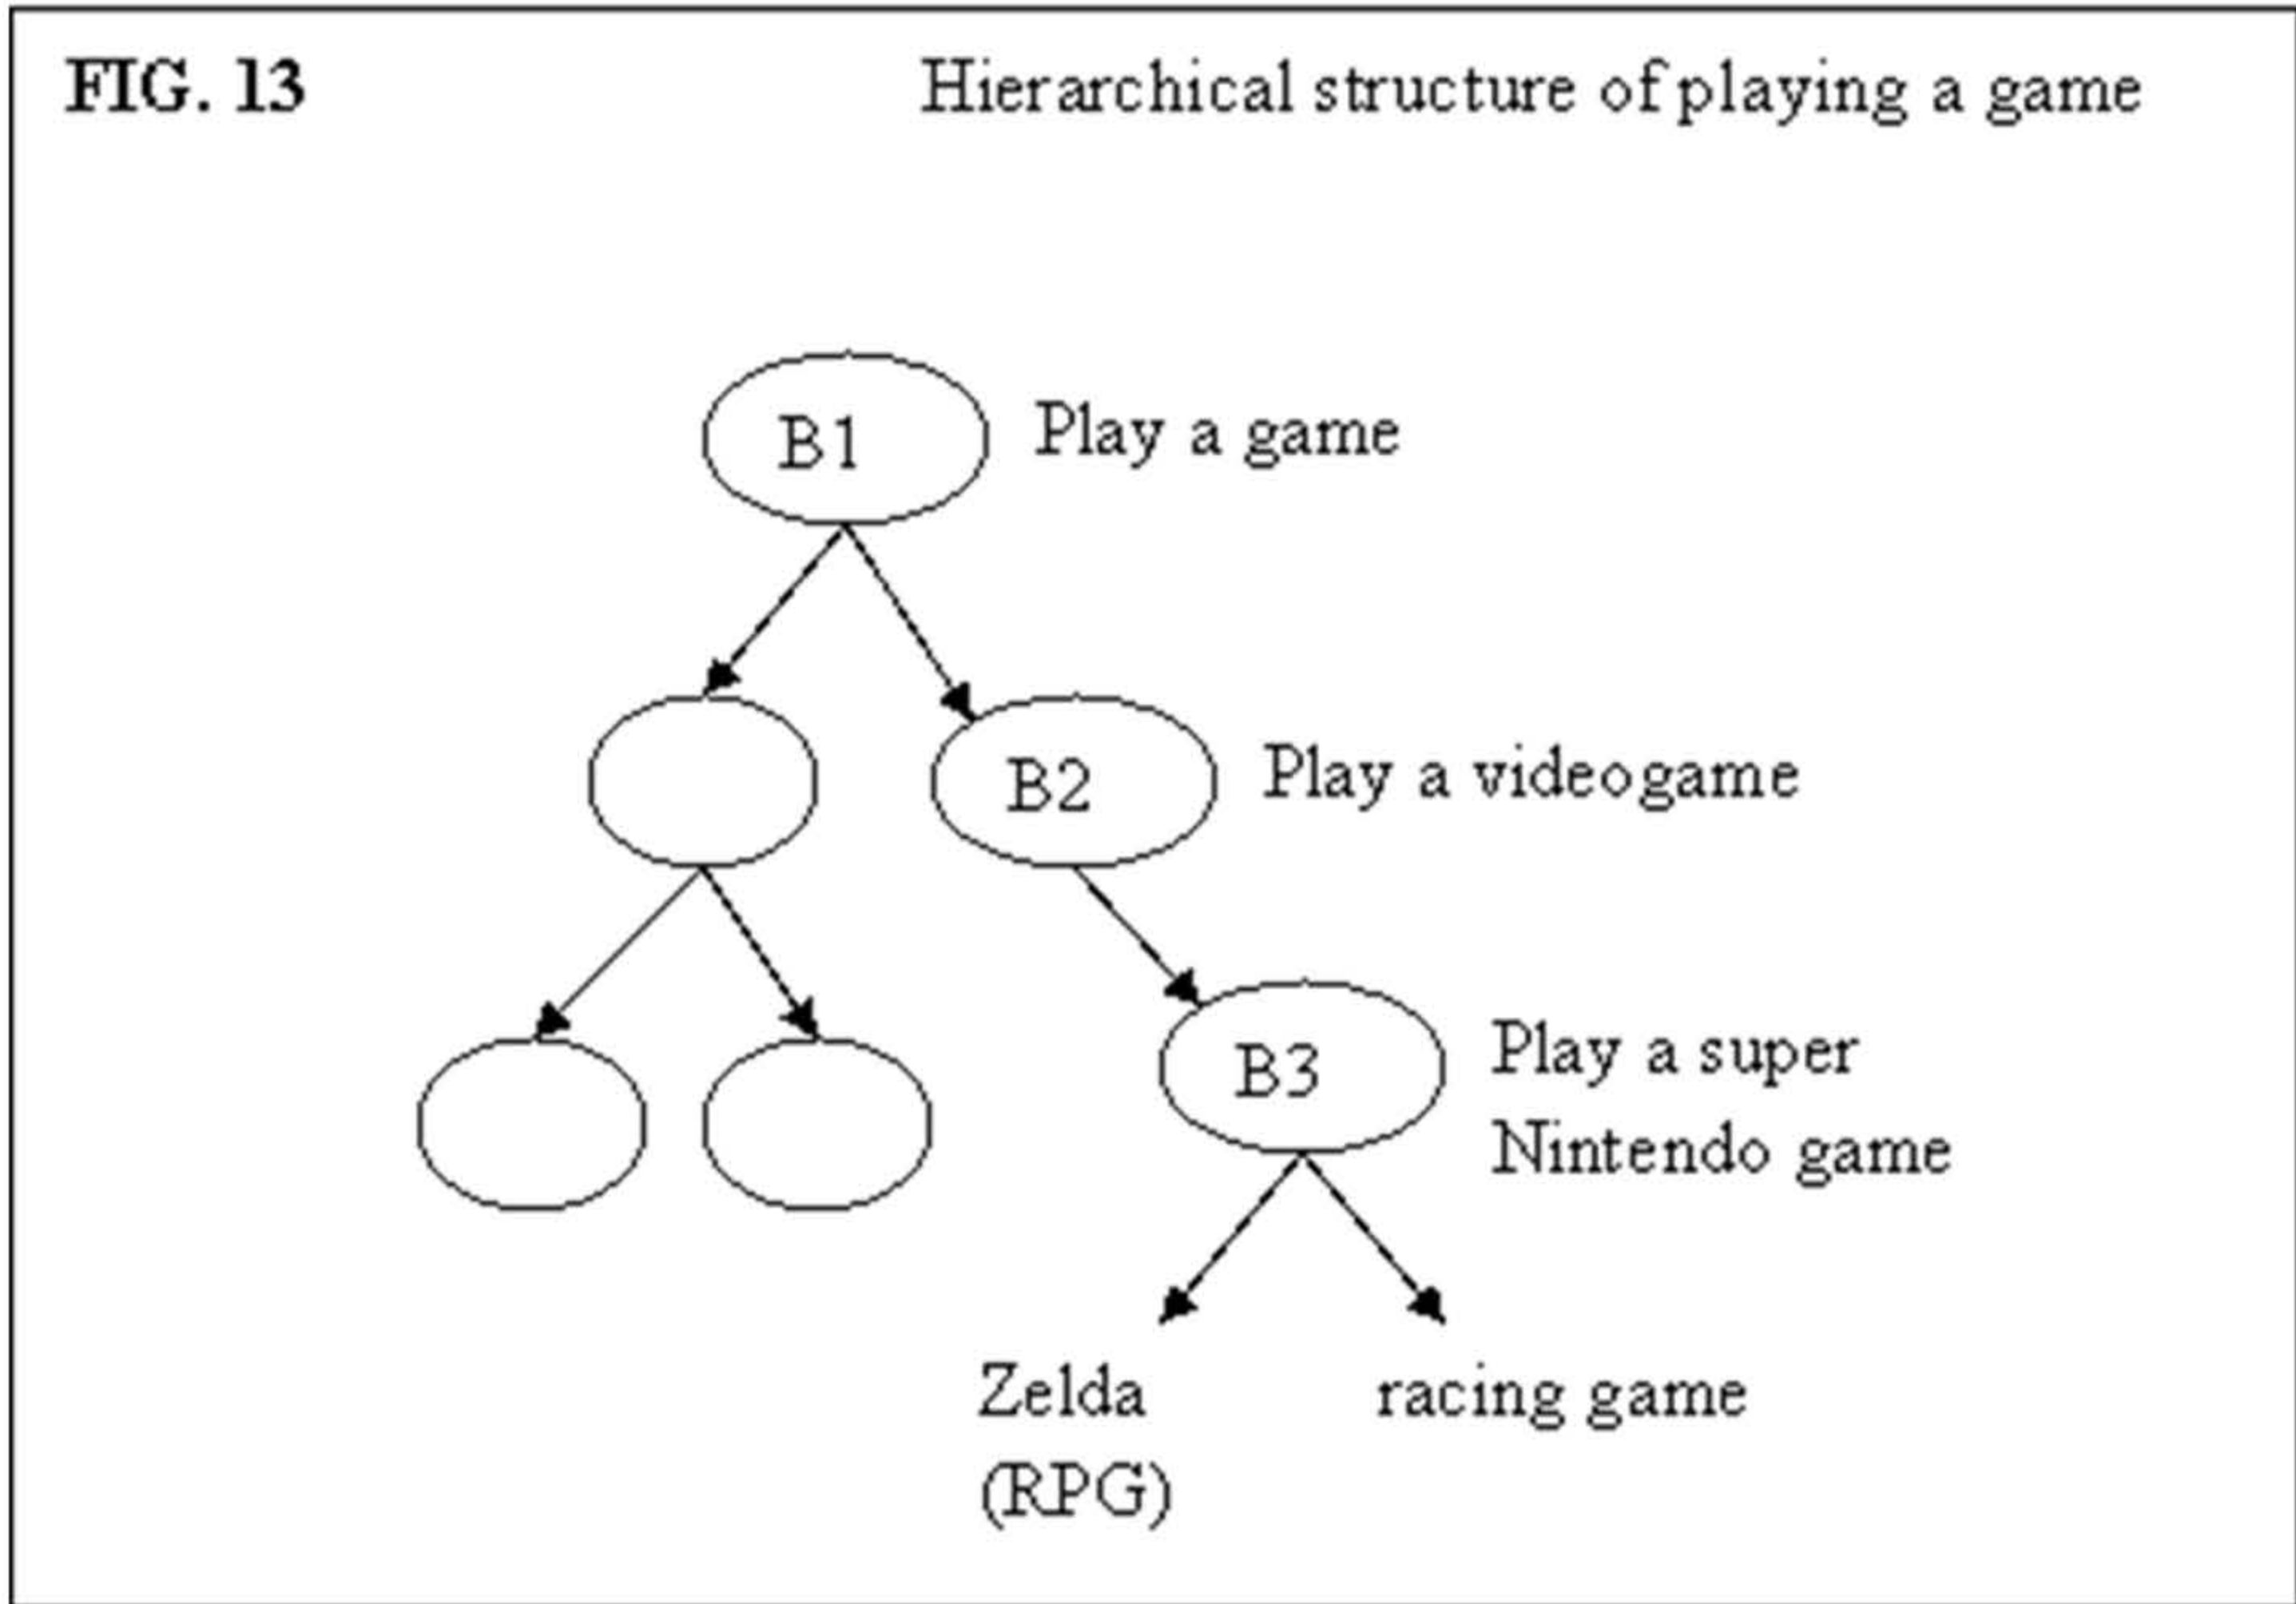 FIG. 13
Hierarchical structure of playing a game
B1
Play a game
B2
Play a videogame
B3
Play a super
Nintendo game
Zelda
(RPG)
racing game